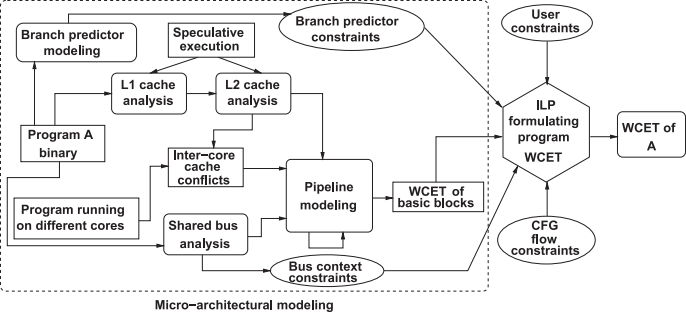 Branch predictor
modeling
Speculative
execution
Branch predictor
constraints
User
constraints
L1 cache
analysis
L2 cache
analysis
ILP
formulating
program
WCET
WCET of
A
Program A
binary
Inter-core
cache
conflicts
Pipeline
modeling
WCET of
basic blocks
Program running
on different cores
Shared bus
analysis
CFG
flow
constraints
Bus context
constraints
Micro-architectural modeling